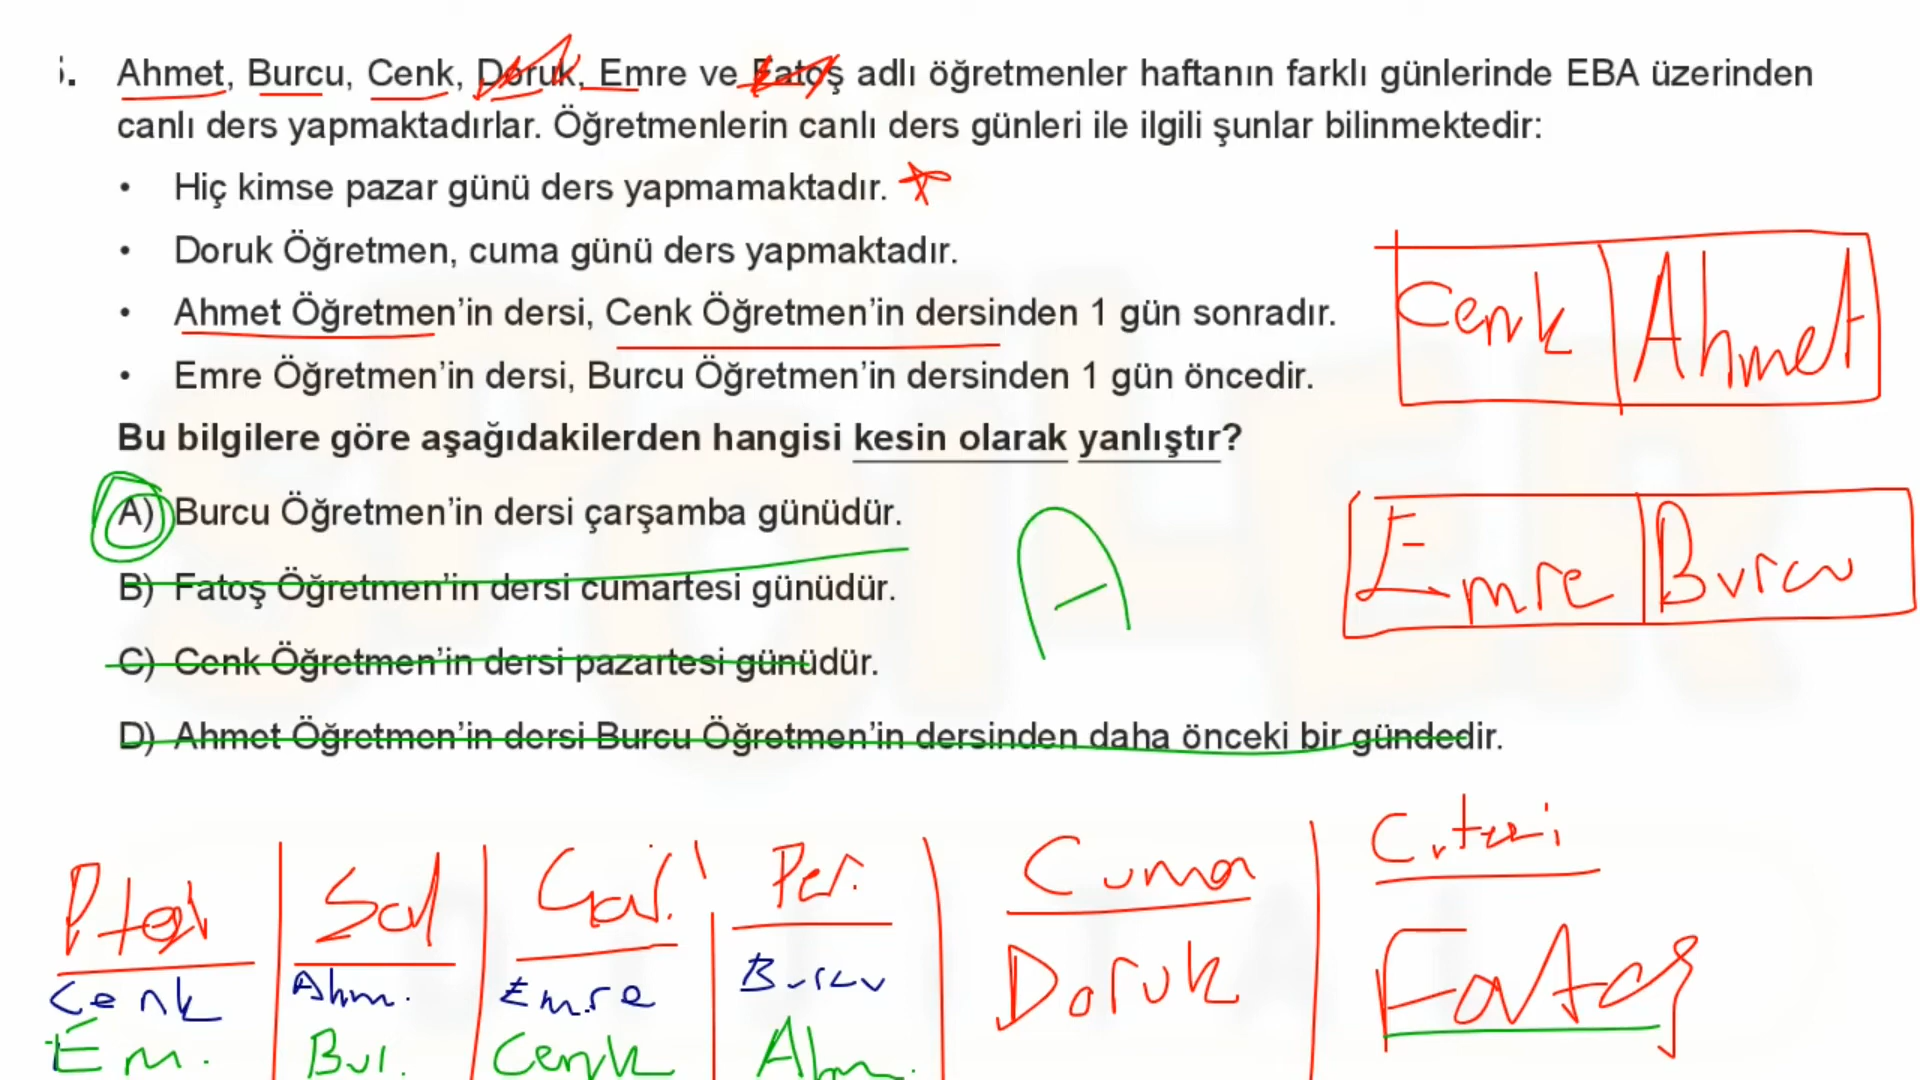 Ahmet, Burcu, Cenk, Doruk, Emre ve Fatoş adlı öğretmenler haftanın farklı günlerinde EBA üzerinden
canlı ders yapmaktadırlar. Öğretmenlerin canlı ders günleri ile ilgili şunlar bilinmektedir:
• Hiç kimse pazar günü ders yapmamaktadır.
• Doruk Öğretmen, cuma günü ders yapmaktadır.
• Ahmet Öğretmen'in dersi, Cenk Öğretmen'in dersinden 1 gün sonradır.
• Emre Öğretmen'in dersi, Burcu Öğretmen'in dersinden 1 gün öncedir.
Cenk Ahmet
Bu bilgilere göre aşağıdakilerden hangisi kesin olarak yanlıştır?
A) Burcu Öğretmen'in dersi çarşamba günüdür.
B) Fatoş Öğretmen'in dersi cumartesi günüdür.
C) Cenk Öğretmen'in dersi pazartesi günüdür.
D) Ahmet Öğretmen'in dersi Burcu Öğretmen'in dersinden daha önceki bir gündedir.
A
Emre Burcu
Ptesi Sal Çar. Per. Cuma C.tesi
Cenk Ahm. Emre Burcu Doruk Fatoş
Em. Bur. Cenk Ahm.